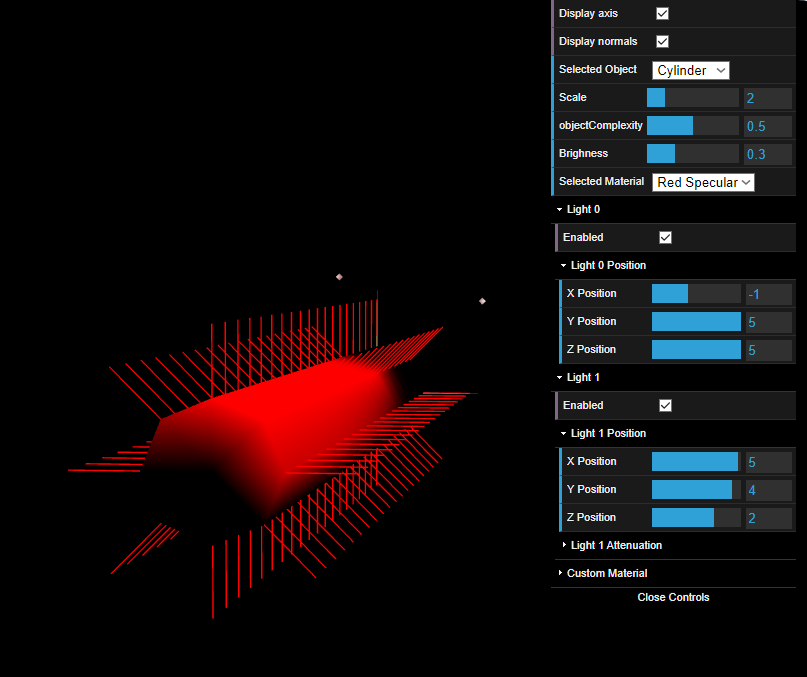 Display axis
Display normals
Selected Object Cylinder
Scale 2
objectComplexity 0.5
Brighness 0.3
Selected Material Red Specular
Light 0
Enabled
Light 0 Position
X Position -1
Y Position 5
Z Position 5
Light 1
Enabled
Light 1 Position
X Position 5
Y Position 4
Z Position 2
Light 1 Attenuation
Custom Material
Close Controls